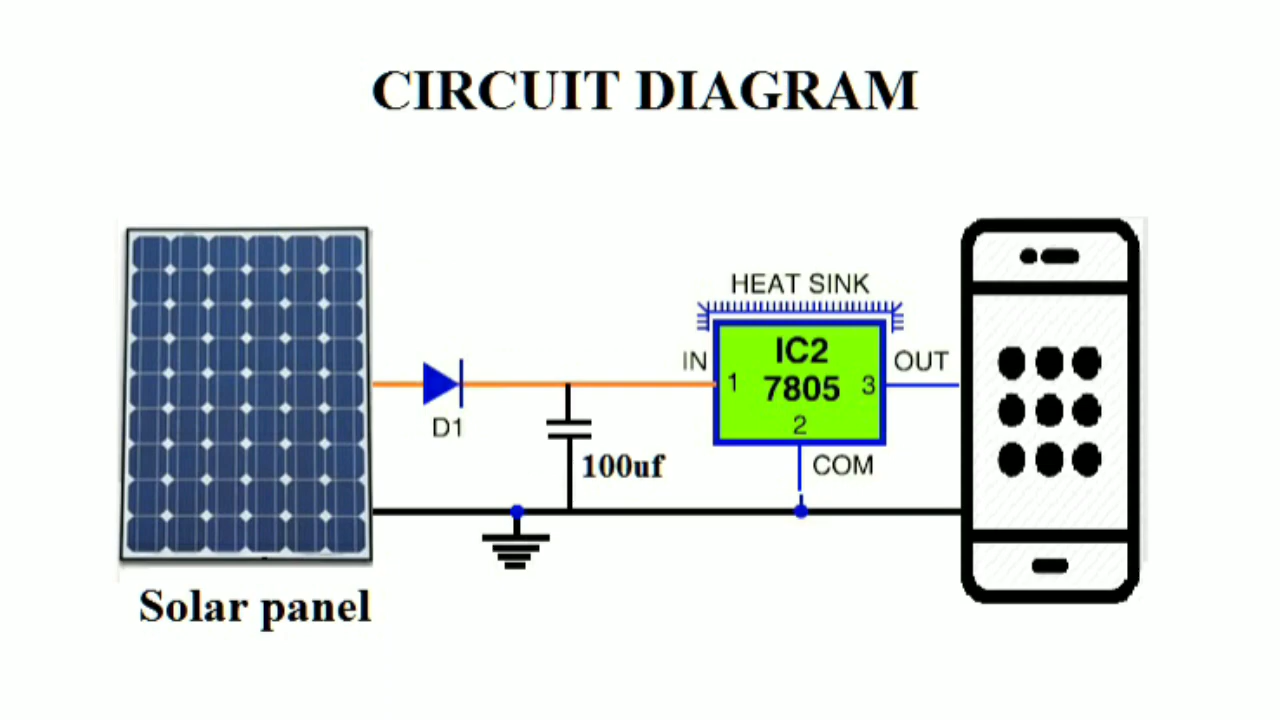 CIRCUIT DIAGRAM
HEAT SINK
IN
IC2
OUT
1
7805
3
D1
2
100uf
COM
Solar panel